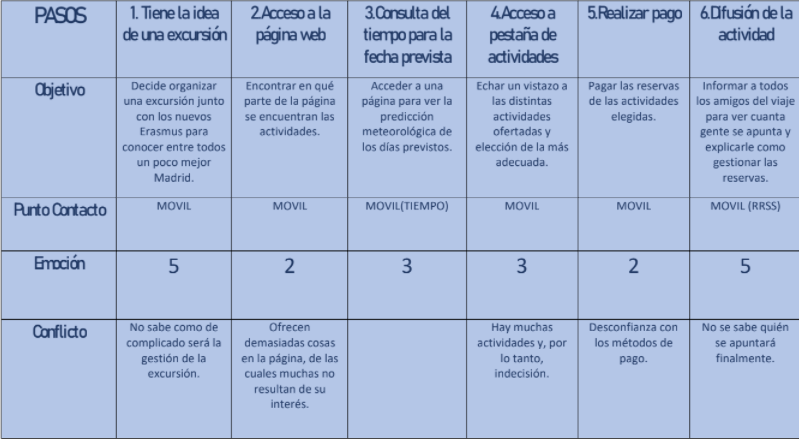 PASOS
1. Tiene la idea
de una excursión
2.Acceso a la
página web
3.Consulta del
tiempo para la
fecha prevista
4.Acceso a
pestaña de
actividades
5.Realizar pago
6.Difusión de la
actividad
Objetivo
Decide organizar
una excursión junto
con los nuevos
Erasmus para
conocer entre todos
un poco mejor
Madrid.
Encontrar en qué
parte de la página
se encuentran las
actividades.
Acceder a una
página para ver la
predicción
meteorológica de
los días previstos.
Echar un vistazo a
las distintas
actividades
ofertadas y
elección de la más
adecuada.
Pagar las reservas
de las actividades
elegidas.
Informar a todos
los amigos del viaje
para ver cuanta
gente se apunta y
explicarle como
gestionar las
reservas.
Punto Contacto
MOVIL
MOVIL
MOVIL(TIEMPO)
MOVIL
MOVIL
MOVIL (RRSS)
Emoción
5
2
3
3
2
5
Conflicto
No sabe como de
complicado será la
gestión de la
excursión.
Ofrecen
demasiadas cosas
en la página, de las
cuales muchas no
resultan de su
interés.
Hay muchas
actividades y, por
lo tanto,
indecisión.
Desconfianza con
los métodos de
pago.
No se sabe quién
se apuntará
finalmente.